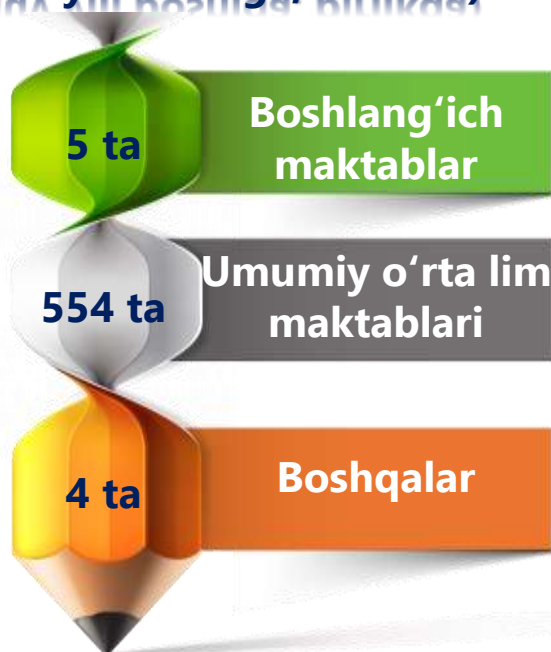 5 ta
Boshlang‘ich
maktablar
554 ta
Umumiy o‘rta lim
maktablari
4 ta
Boshqalar